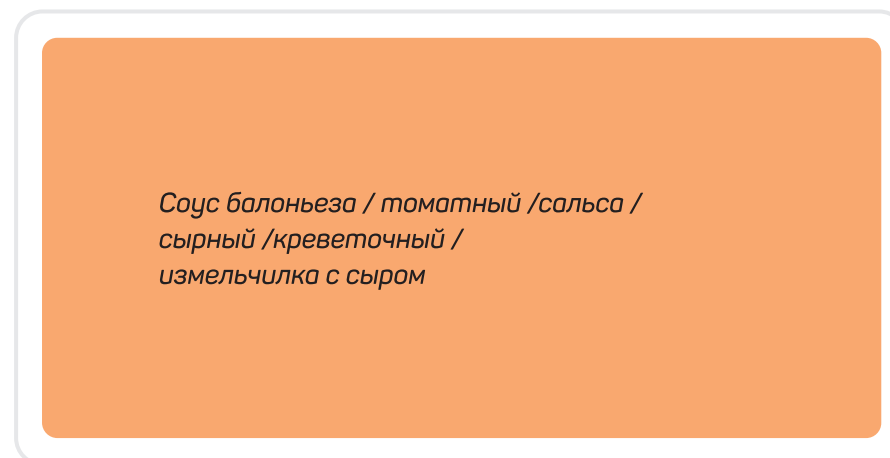 Соус балоньеза / томатный /сальса /
сырный /креветочный /
измельчилка с сыром